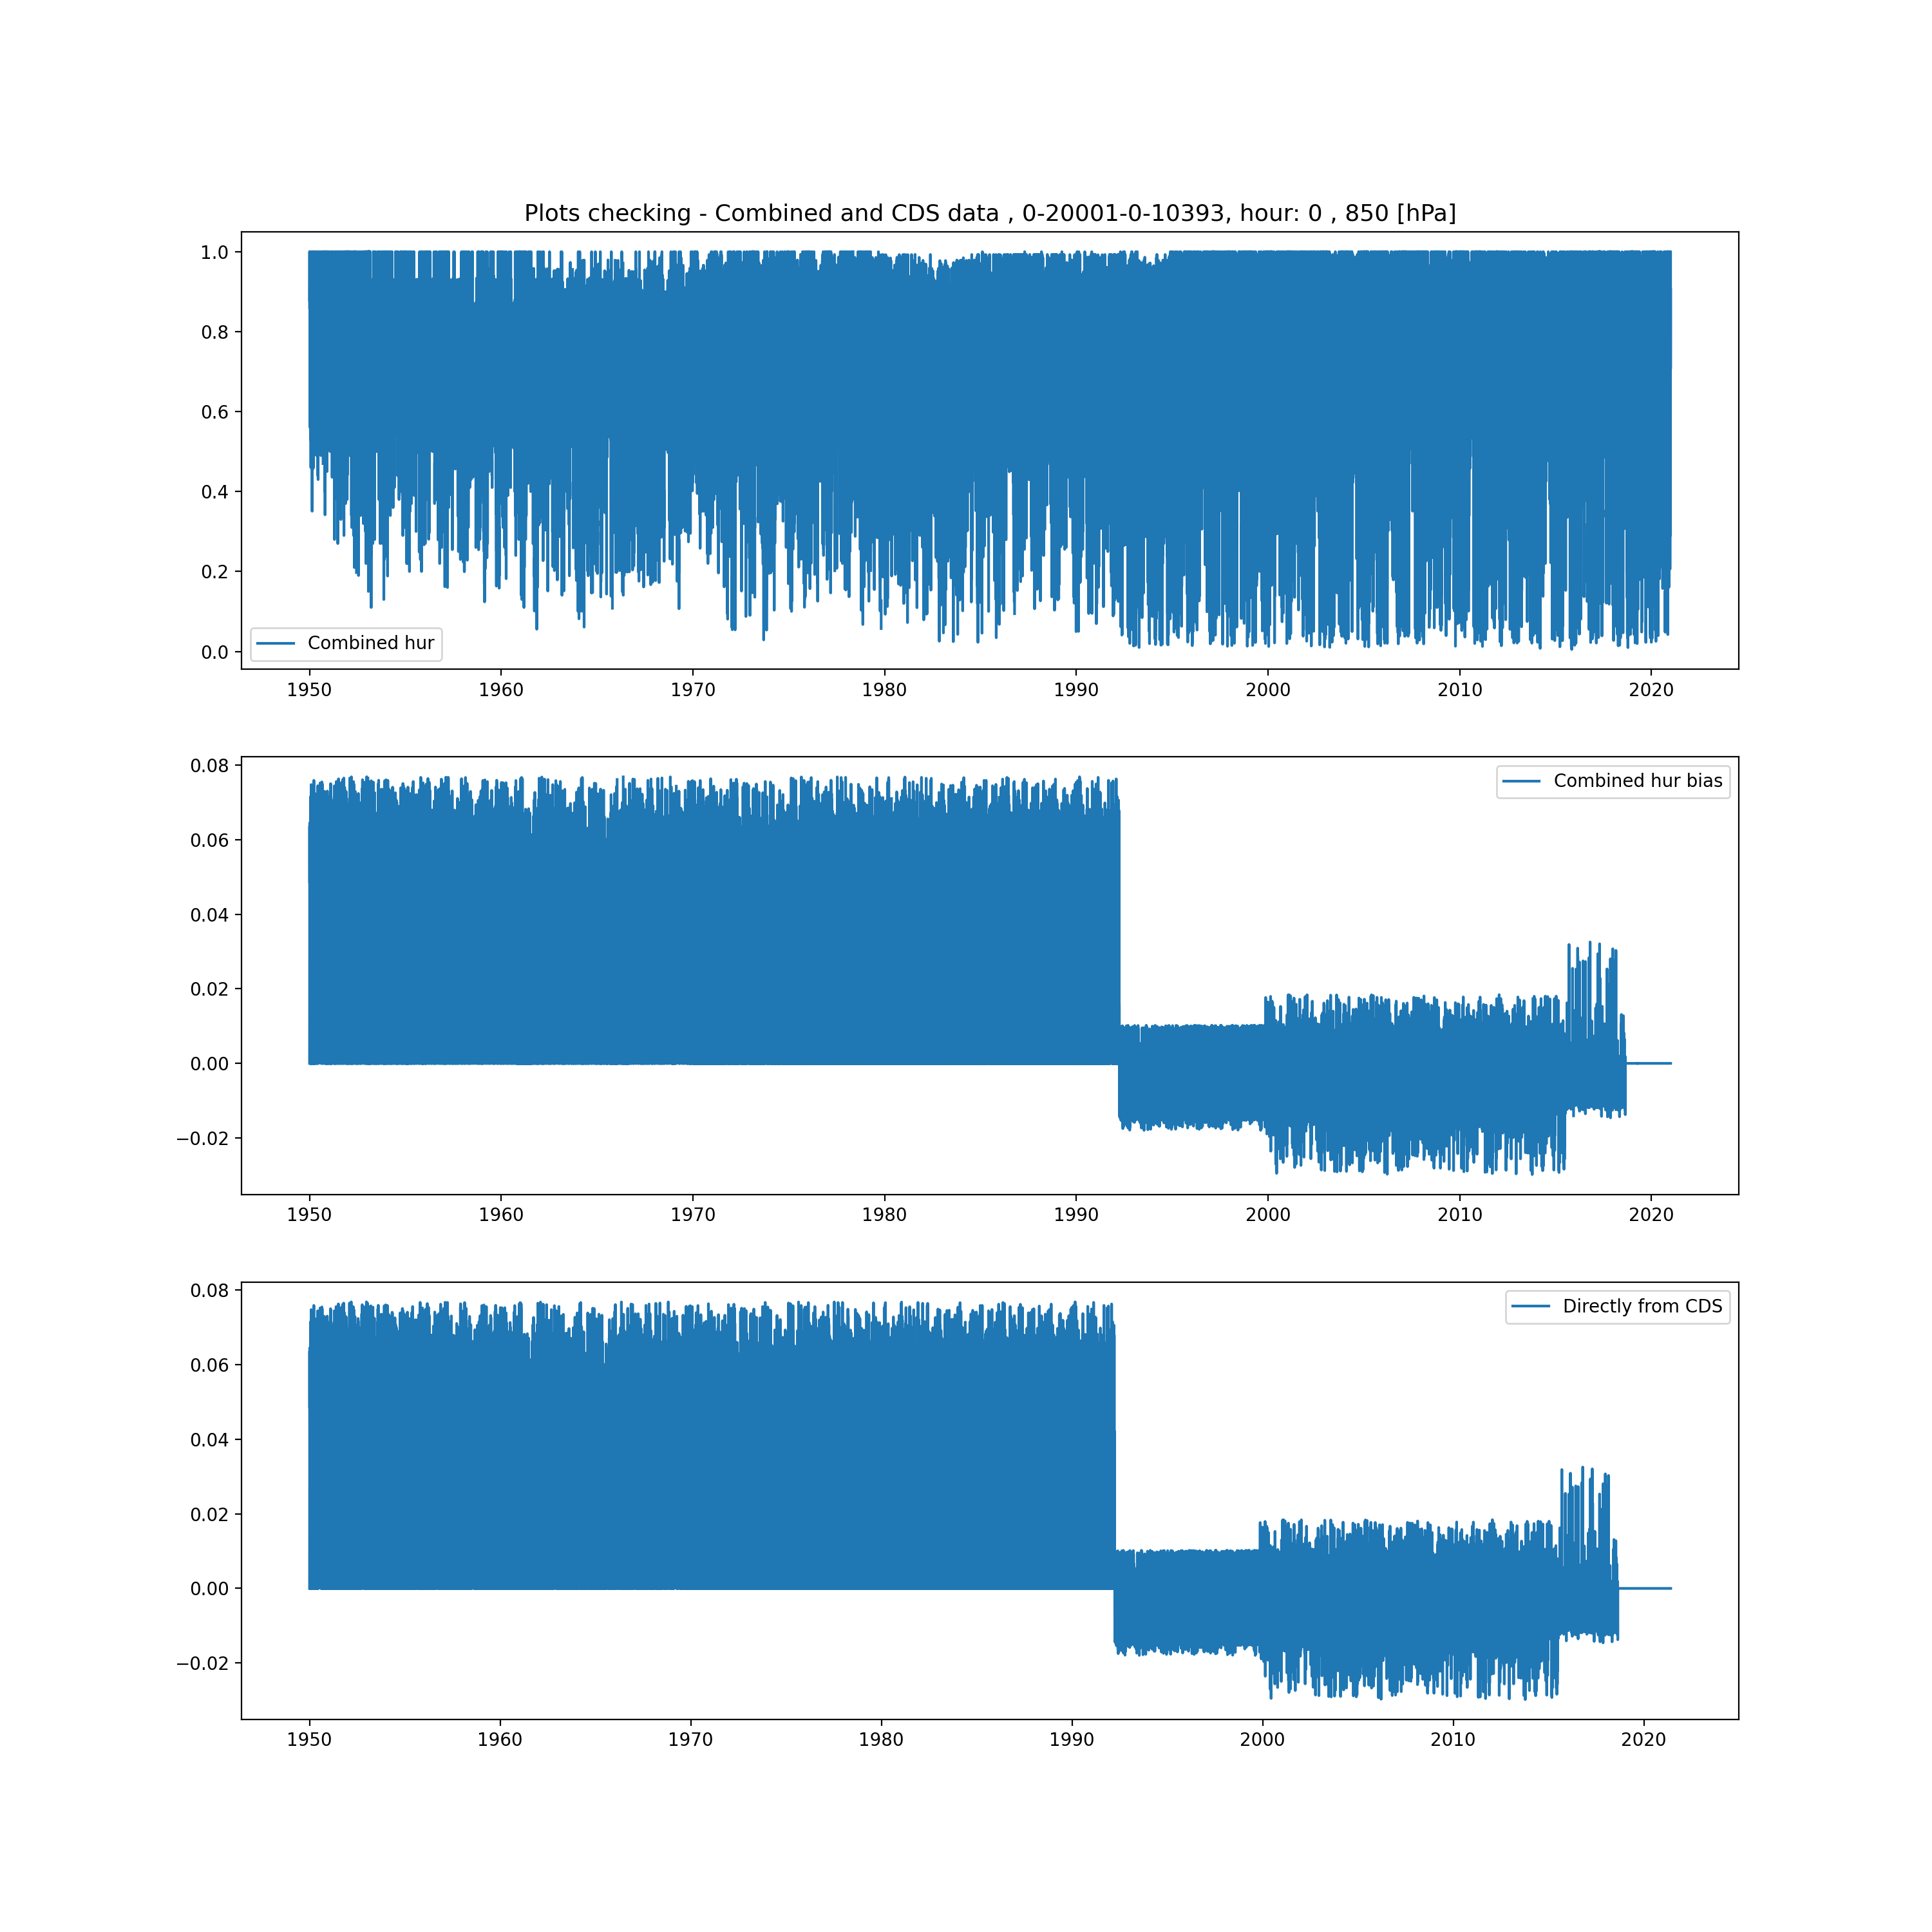 Plots checking - Combined and CDS data , 0-20001-0-10393, hour: 0 , 850 [hPa]
1.0
0.8
0.6
0.4
0.2
0.0
Combined hur
1950 1960 1970 1980 1990 2000 2010 2020
0.08
0.06
0.04
0.02
0.00
−0.02
Combined hur bias
1950 1960 1970 1980 1990 2000 2010 2020
0.08
0.06
0.04
0.02
0.00
−0.02
Directly from CDS
1950 1960 1970 1980 1990 2000 2010 2020